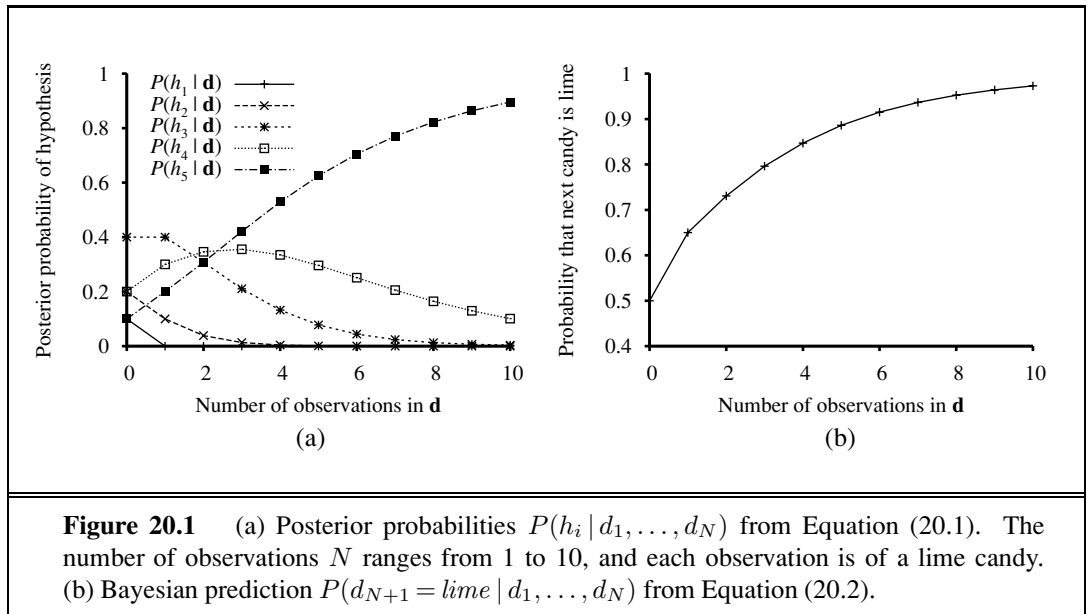 Posterior probability of hypothesis
1
0.8
0.6
0.4
0.2
0
P(h1 | d)
P(h2 | d)
P(h3 | d)
P(h4 | d)
P(h5 | d)
0 2 4 6 8 10
Number of observations in d
(a)
Probability that next candy is lime
1
0.9
0.8
0.7
0.6
0.5
0.4
0 2 4 6 8 10
Number of observations in d
(b)
Figure 20.1 (a) Posterior probabilities P(hi | d1, . . . , dN) from Equation (20.1). The
number of observations N ranges from 1 to 10, and each observation is of a lime candy.
(b) Bayesian prediction P(dN+1 = lime | d1, . . . , dN) from Equation (20.2).